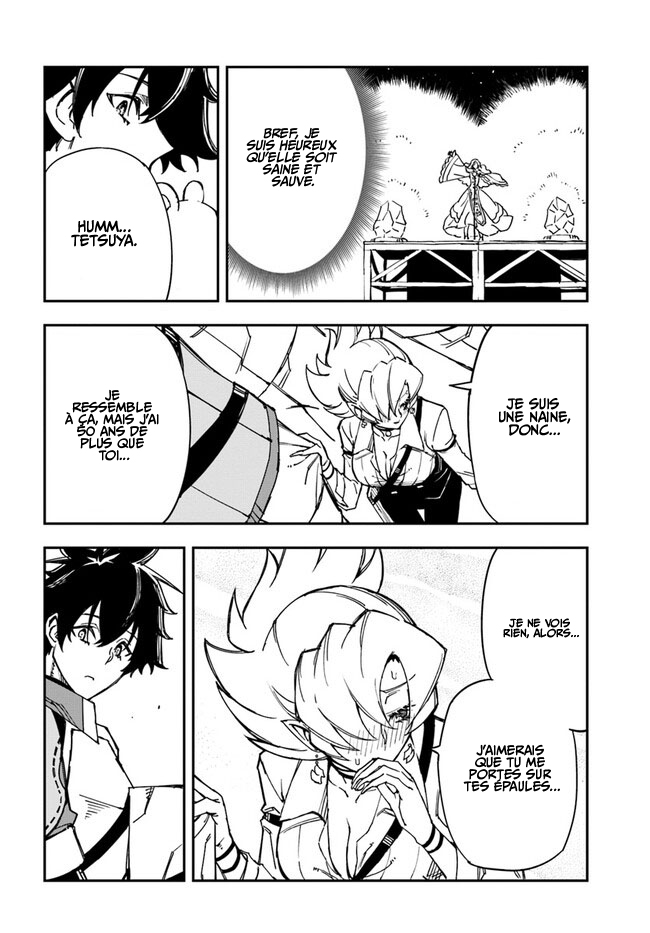 BREF, JE
SUIS HEUREUX
QU'ELLE SOIT
SAINE ET
SAUVE.
HUMM...
TETSUYA.
JE SUIS
UNE NAINE,
DONC...
JE
RESSEMBLE
À ÇA, MAIS J'AI
50 ANS DE
PLUS QUE
TOI...
JE NE VOIS
RIEN, ALORS...
J'AIMERAIS
QUE TU ME
PORTES SUR
TES ÉPAULES...